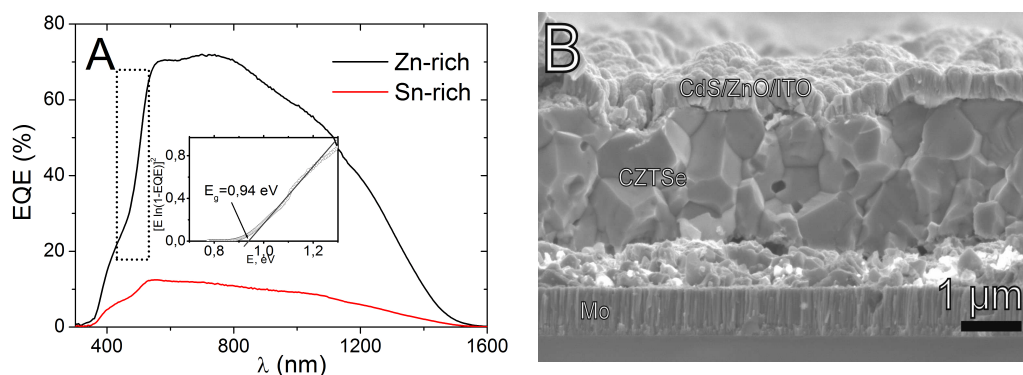 A
80
60
40
20
0
EQE (%)
400
800
1200
1600
λ (nm)
Zn-rich
Sn-rich
[E ln(1-EQE)]²
0,8
0,4
0,0
0,8
1,0
1,2
E, eV
E_g=0,94 eV
B
CdS/ZnO/ITO
CZTSe
Mo
1 µm